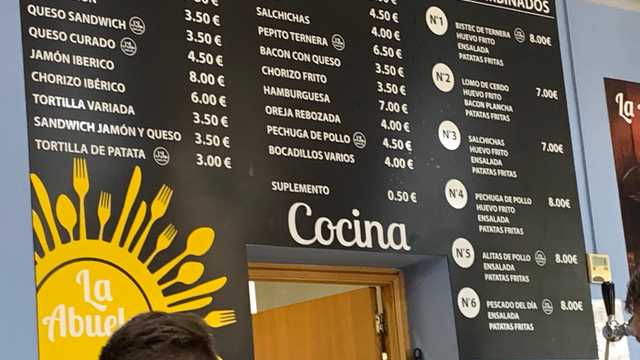 3.50 €
QUESO SANDWICH 3.50 €
QUESO CURADO 4.50 €
JAMÓN IBÉRICO 8.00 €
CHORIZO IBÉRICO 6.00 €
TORTILLA VARIADA 3.50 €
SANDWICH JAMÓN Y QUESO 3.50 €
TORTILLA DE PATATA 3.00 €
La
Abuel
4.00 €
SALCHICHAS 4.50 €
PEPITO TERNERA 3.50 €
BACON CON QUESO 3.50 €
CHORIZO FRITO 3.50 €
HAMBURGUESA 7.00 €
OREJA REBOZADA 4.00 €
PECHUGA DE POLLO 4.50 €
BOCADILLOS VARIOS 4.00 €
SUPLEMENTO 0.50 €
Cocina
OMBINADOS
Nº1 BISTEC DE TERNERA 8.00 €
HUEVO FRITO
ENSALADA
PATATAS FRITAS
Nº2 LOMO DE CERDO 7.00 €
HUEVO FRITO
BACON PLANCHA
PATATAS FRITAS
Nº3 SALCHICHAS 7.00 €
HUEVO FRITO
ENSALADA
PATATAS FRITAS
Nº4 PECHUGA DE POLLO 8.00 €
HUEVO FRITO
ENSALADA
PATATAS FRITAS
Nº5 ALITAS DE POLLO 8.00 €
ENSALADA
PATATAS FRITAS
Nº6 PESCADO DEL DÍA 8.00 €
ENSALADA
PATATAS FRITAS
La